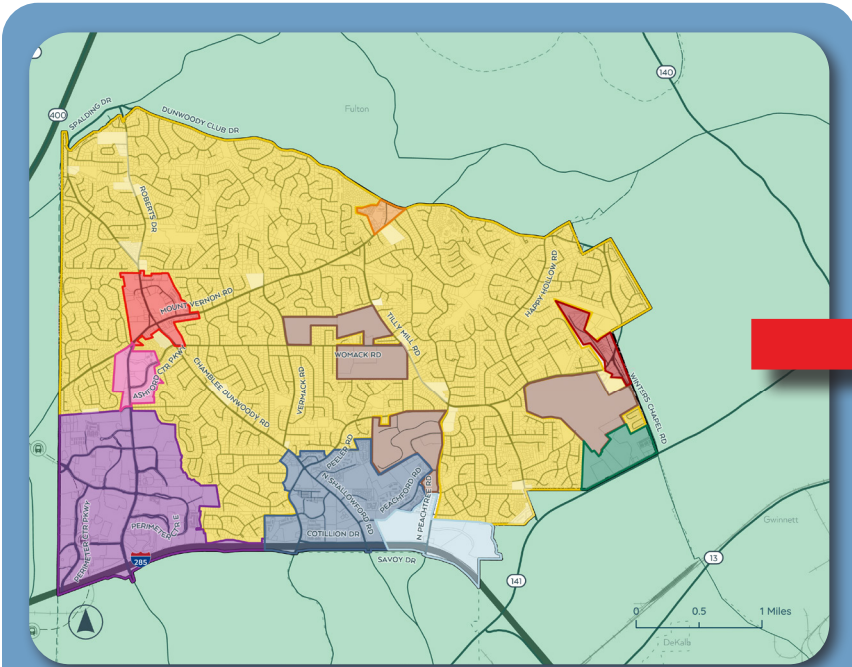 140
Fulton
400
SPALDING DR
DUNWOODY CLUB DR
ROBERTS DR
MOUNT VERNON RD
HAPPY HOLLOW RD
TILLY MILL RD
WOMACK RD
ASHFORD CTR PKWY
CHAMBLEE DUNWOODY RD
VERMACK RD
WINTERS CHAPEL RD
PEELER RD
N SHALLOWFORD RD
PEACHFORD RD
N PEACHTREE RD
PERIMETER CTR PKWY
PERIMETER CTR E
COTILLION DR
SAVOY DR
285
Gwinnett
13
141
0 0.5 1 Miles
DeKalb